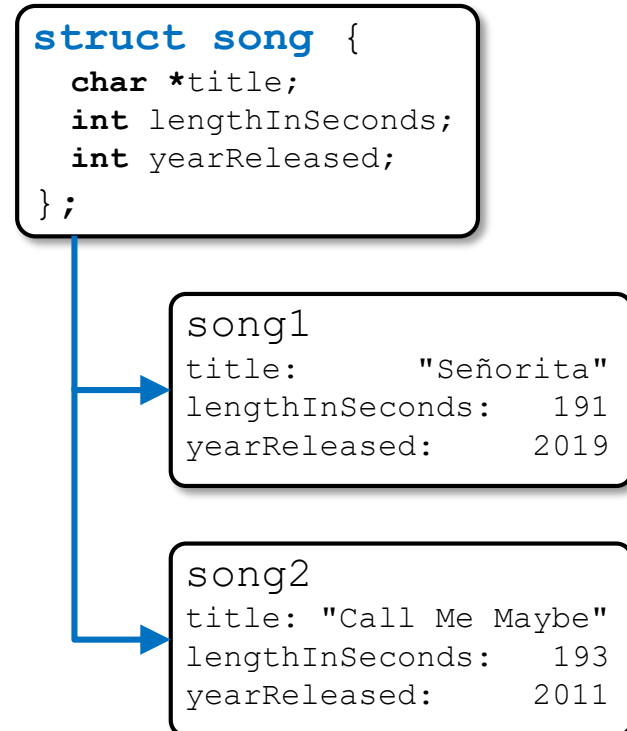 struct song {
char *title;
int lengthInSeconds;
int yearReleased;
};
song1
title: "Señorita"
lengthInSeconds: 191
yearReleased: 2019
song2
title: "Call Me Maybe"
lengthInSeconds: 193
yearReleased: 2011